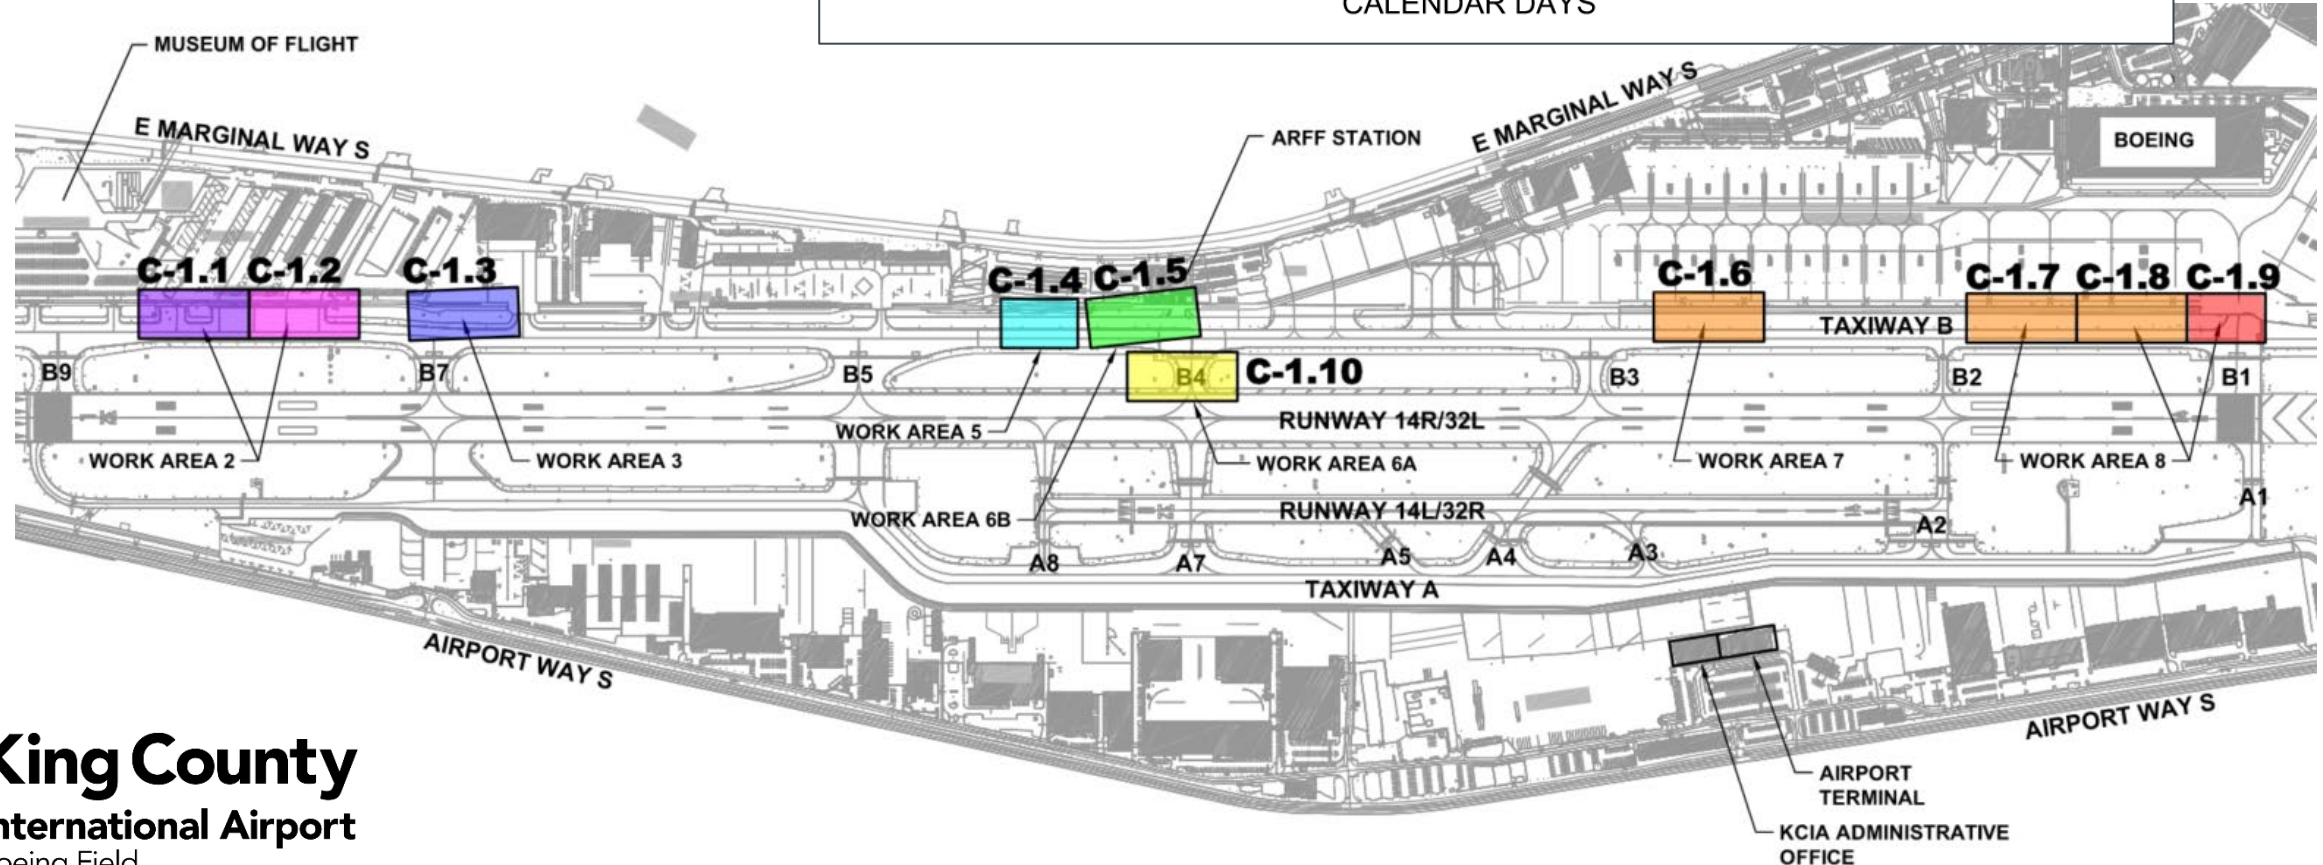 CALENDAR DAYS
MUSEUM OF FLIGHT
E MARGINAL WAY S
E MARGINAL WAY S
ARFF STATION
BOEING
C-1.1 C-1.2 C-1.3 C-1.4 C-1.5 C-1.6 C-1.7 C-1.8 C-1.9
TAXIWAY B
B9 B7 B5 B4 C-1.10 B3 B2 B1
RUNWAY 14R/32L
WORK AREA 5
WORK AREA 2
WORK AREA 3
WORK AREA 6A
WORK AREA 7
WORK AREA 8
A1
RUNWAY 14L/32R
WORK AREA 6B
A2
A8 A7 A5 A4 A3
TAXIWAY A
AIRPORT WAY S
AIRPORT WAY S
King County
nternational Airport
oeing Field
AIRPORT
TERMINAL
KCIA ADMINISTRATIVE
OFFICE